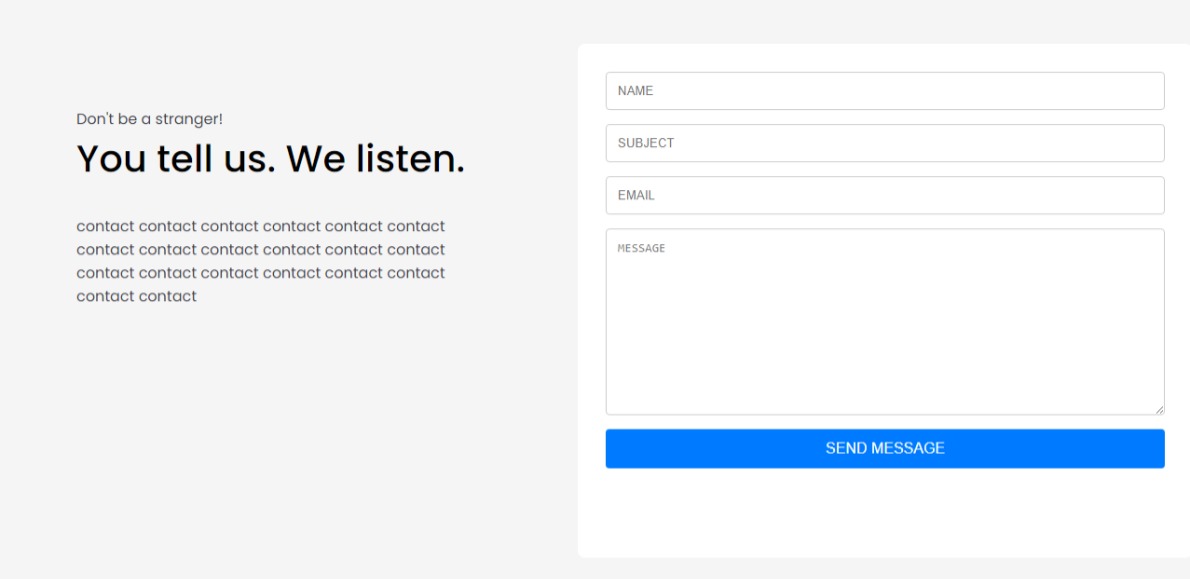 Don't be a stranger!
You tell us. We listen.
contact contact contact contact contact contact
contact contact contact contact contact contact
contact contact contact contact contact contact
contact contact
NAME
SUBJECT
EMAIL
MESSAGE
SEND MESSAGE